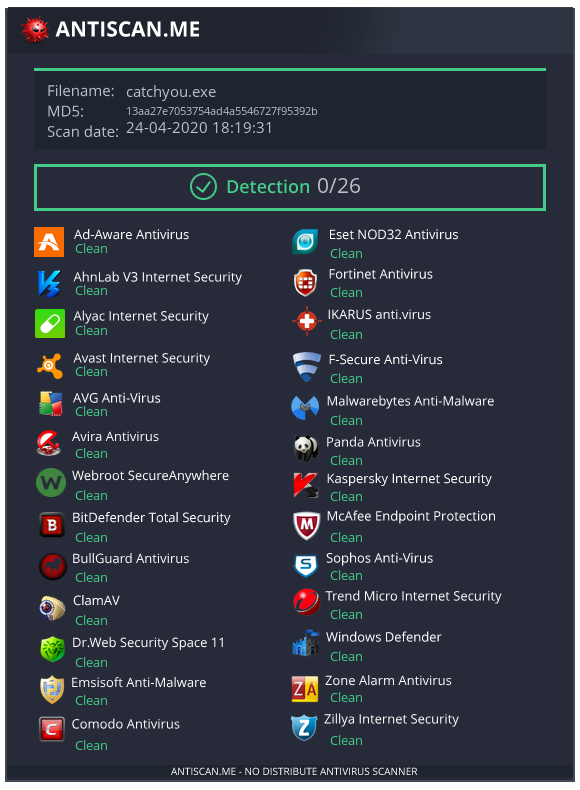 ANTISCAN.ME
Filename: catchyou.exe
MD5: 13aa27e7053754ad4a5546727f95392b
Scan date: 24-04-2020 18:19:31
Detection 0/26
Ad-Aware Antivirus
Clean
AhnLab V3 Internet Security
Clean
Alyac Internet Security
Clean
Avast Internet Security
Clean
AVG Anti-Virus
Clean
Avira Antivirus
Clean
Webroot SecureAnywhere
Clean
BitDefender Total Security
Clean
BullGuard Antivirus
Clean
ClamAV
Clean
Dr.Web Security Space 11
Clean
Emsisoft Anti-Malware
Clean
Comodo Antivirus
Clean
Eset NOD32 Antivirus
Clean
Fortinet Antivirus
Clean
IKARUS anti.virus
Clean
F-Secure Anti-Virus
Clean
Malwarebytes Anti-Malware
Clean
Panda Antivirus
Clean
Kaspersky Internet Security
Clean
McAfee Endpoint Protection
Clean
Sophos Anti-Virus
Clean
Trend Micro Internet Security
Clean
Windows Defender
Clean
Zone Alarm Antivirus
Clean
Zillya Internet Security
Clean
ANTISCAN.ME - NO DISTRIBUTE ANTIVIRUS SCANNER